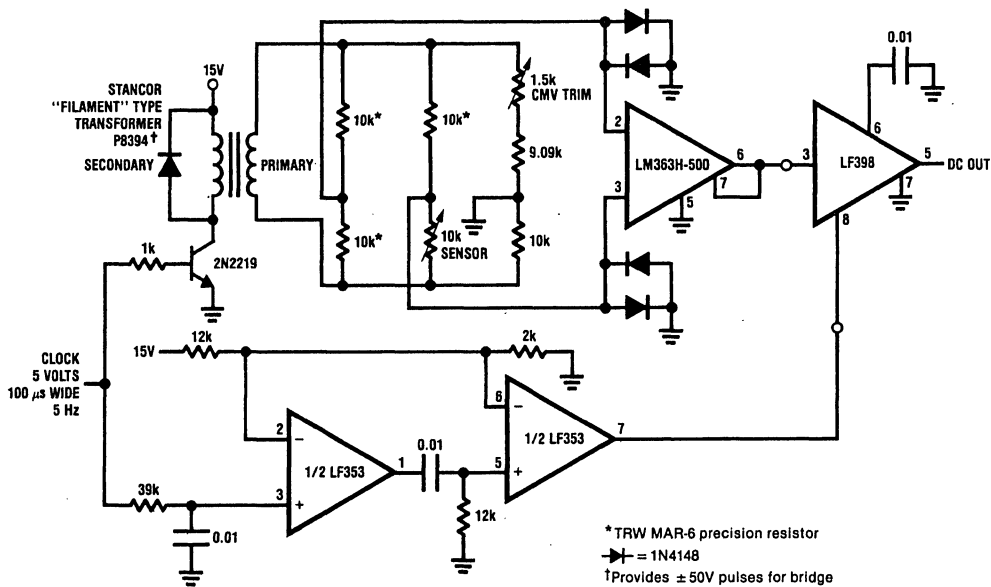 15V
STANCOR
"FILAMENT" TYPE
TRANSFORMER
P8394†
SECONDARY
PRIMARY
10k*
10k*
1.5k
CMV TRIM
9.09k
10k*
10k
SENSOR
10k
2
3
LM363H-500
6
7
5
0.01
6
3
LF398
5
DC OUT
7
8
1k
2N2219
15V
12k
2k
CLOCK
5 VOLTS
100 μs WIDE
5 Hz
2
−
1/2 LF353
1
3
+
0.01
6
−
1/2 LF353
7
5
+
12k
39k
0.01
*TRW MAR-6 precision resistor
= 1N4148
†Provides ± 50V pulses for bridge